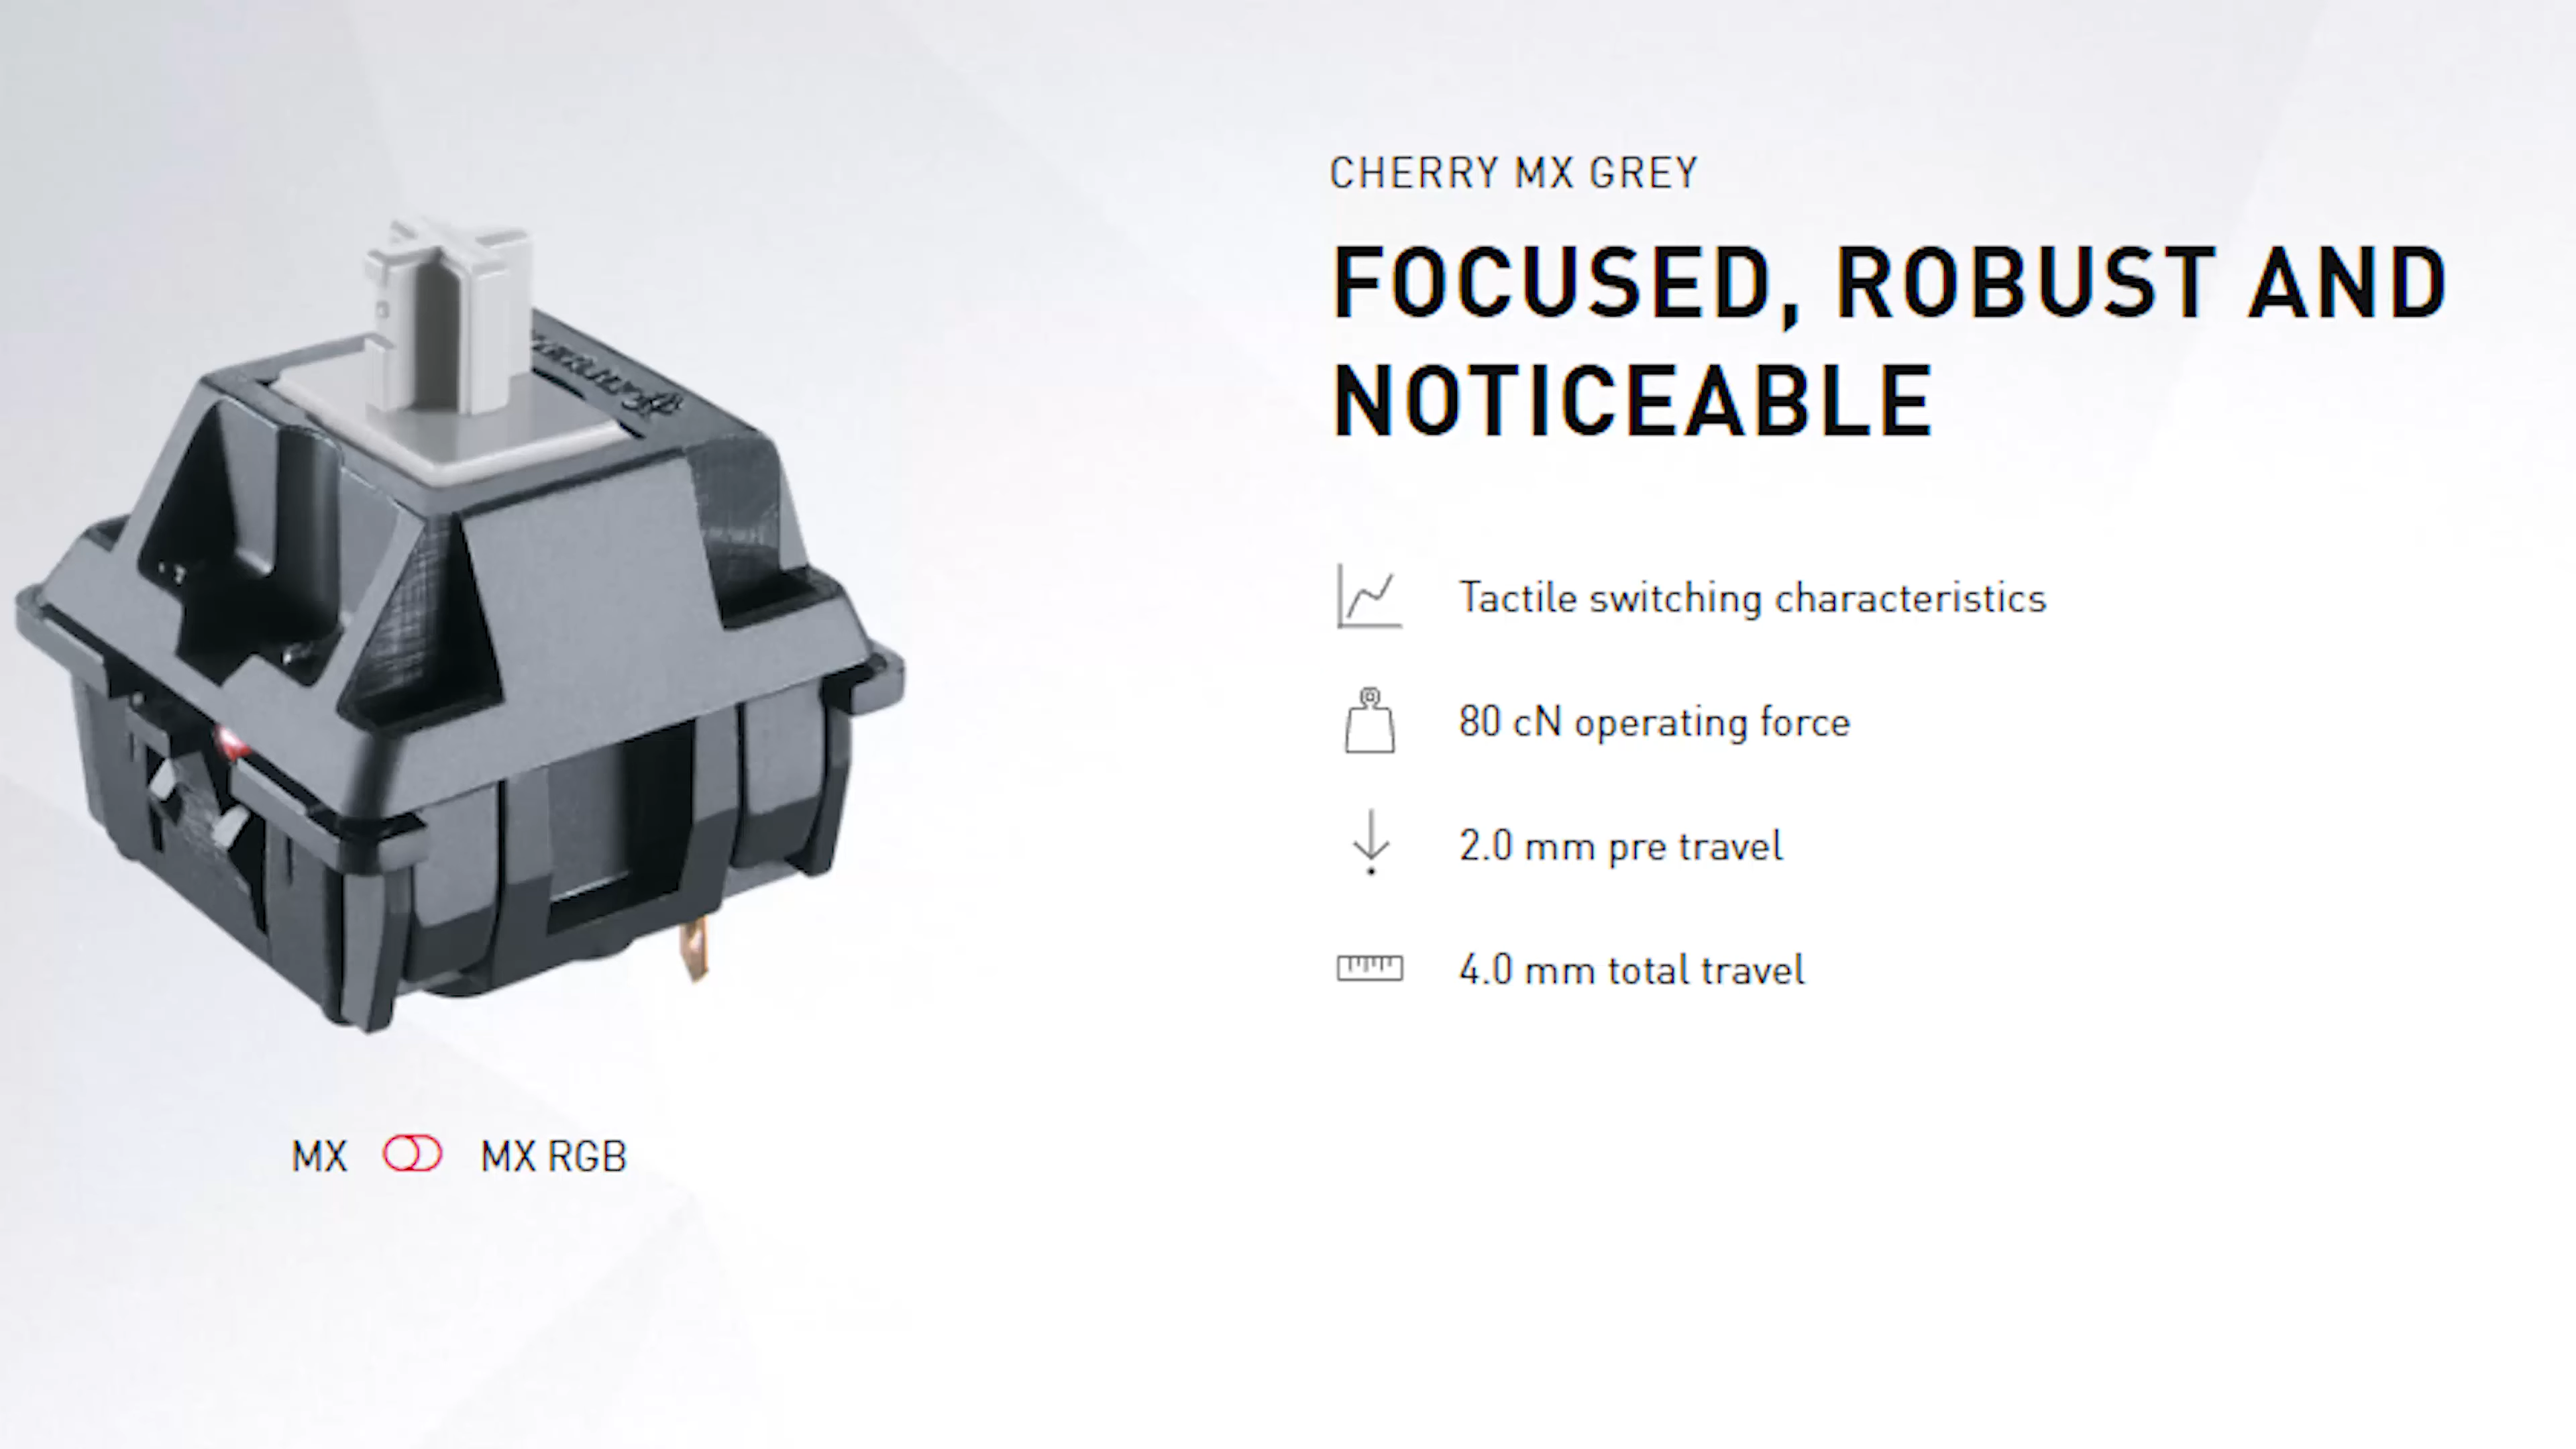 CHERRY MX GREY
FOCUSED, ROBUST AND
NOTICEABLE
Tactile switching characteristics
80 cN operating force
2.0 mm pre travel
4.0 mm total travel
MX MX RGB